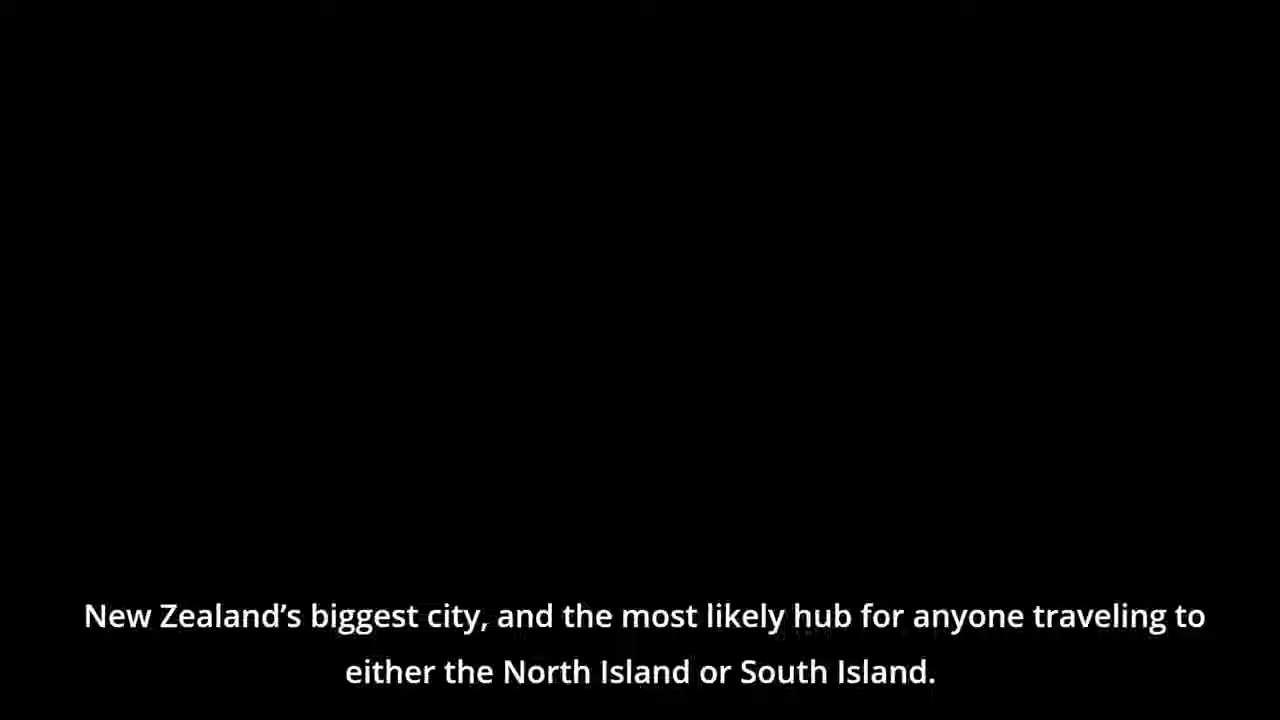 New Zealand’s biggest city, and the most likely hub for anyone traveling to
either the North Island or South Island.